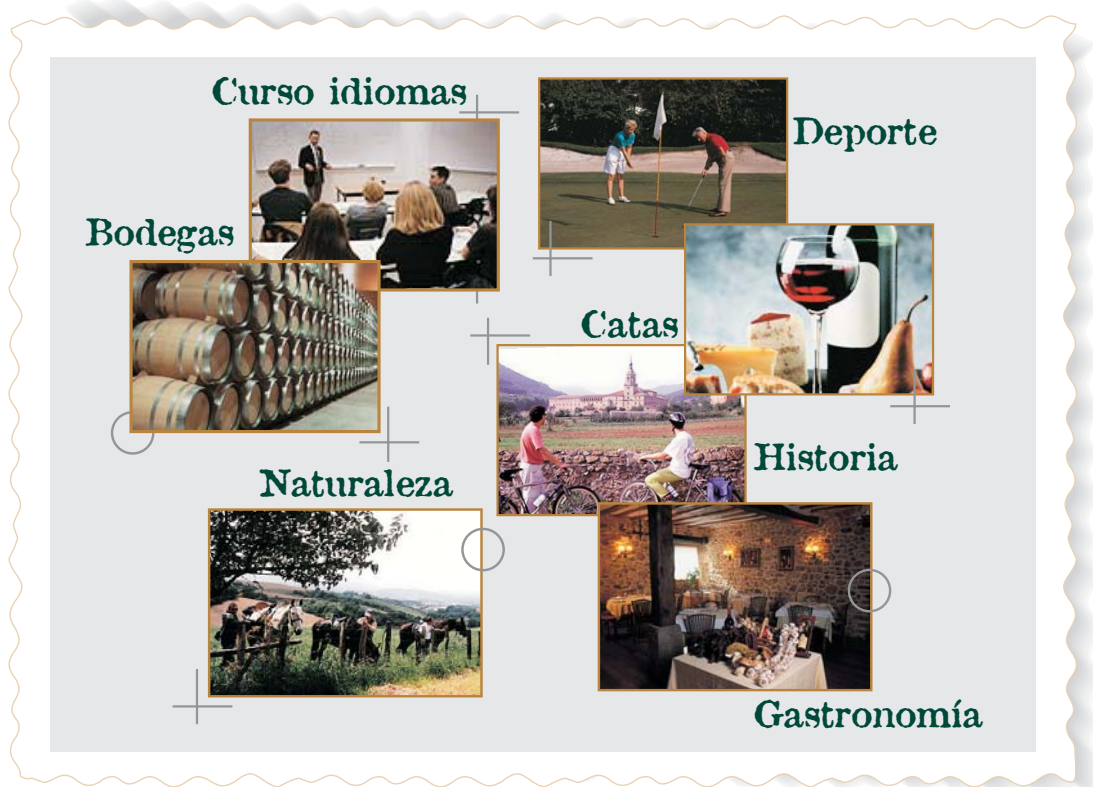 Curso idiomas
Deporte
Bodegas
Catas
Historia
Naturaleza
Gastronomía